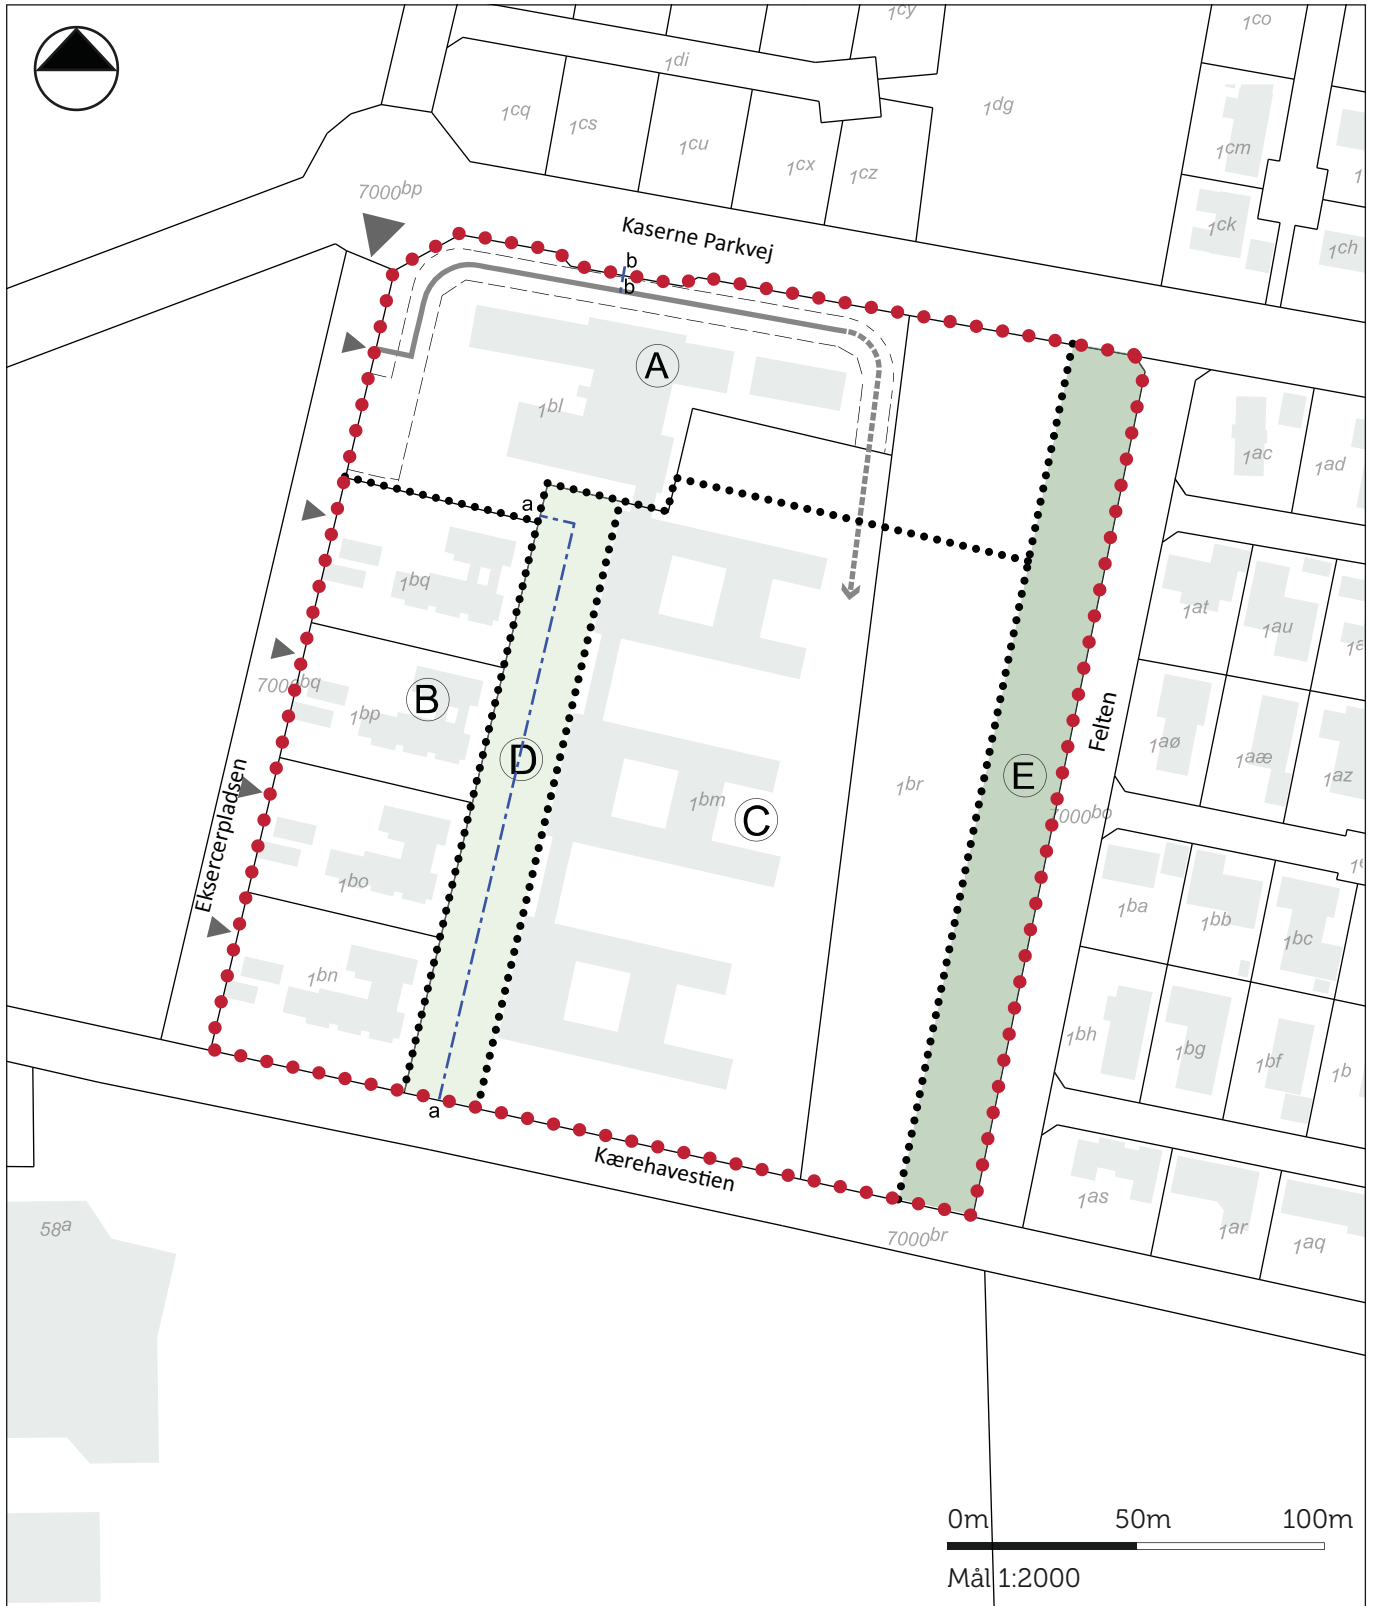 1cy
1co
1di
1cq
1cs
1cu
1cx
1cz
1dg
1cm
1ck
1ch
7000bp
Kaserne Parkvej
b
b
A
1bl
1ac
1ad
a
1bq
1at
1au
7000bq
1bp
B
D
C
E
Felten
1aø
1aæ
1az
1br
1bm
7000bo
Eksercerpladsen
1bo
1ba
1bb
1bc
1bn
1bh
1bg
1bf
1b
a
Kærehavestien
1as
1ar
1aq
7000br
58a
0m 50m 100m
Mål 1:2000